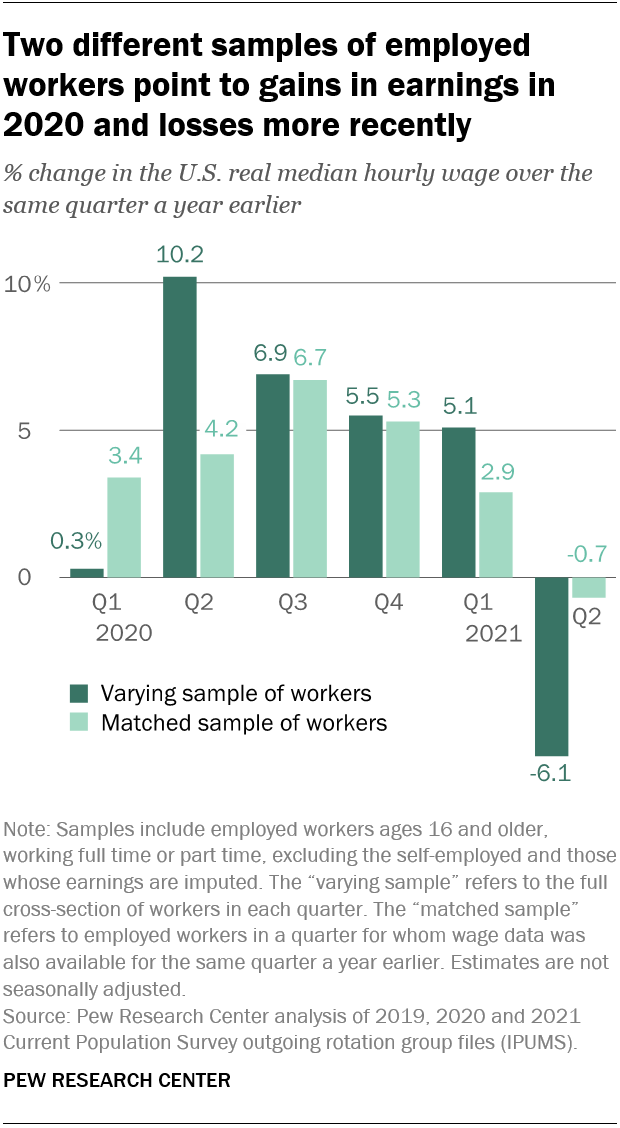 Two different samples of employed
workers point to gains in earnings in
2020 and losses more recently
% change in the U.S. real median hourly wage over the
same quarter a year earlier
10.2
10%
6.9 6.7
5.5 5.3
5.1
5
4.2
3.4
2.9
0.3%
-0.7
0
Q1 Q2 Q3 Q4 Q1 Q2
2020 2021
Varying sample of workers
Matched sample of workers
-6.1
Note: Samples include employed workers ages 16 and older,
working full time or part time, excluding the self-employed and those
whose earnings are imputed. The “varying sample” refers to the full
cross-section of workers in each quarter. The “matched sample”
refers to employed workers in a quarter for whom wage data was
also available for the same quarter a year earlier. Estimates are not
seasonally adjusted.
Source: Pew Research Center analysis of 2019, 2020 and 2021
Current Population Survey outgoing rotation group files (IPUMS).
PEW RESEARCH CENTER